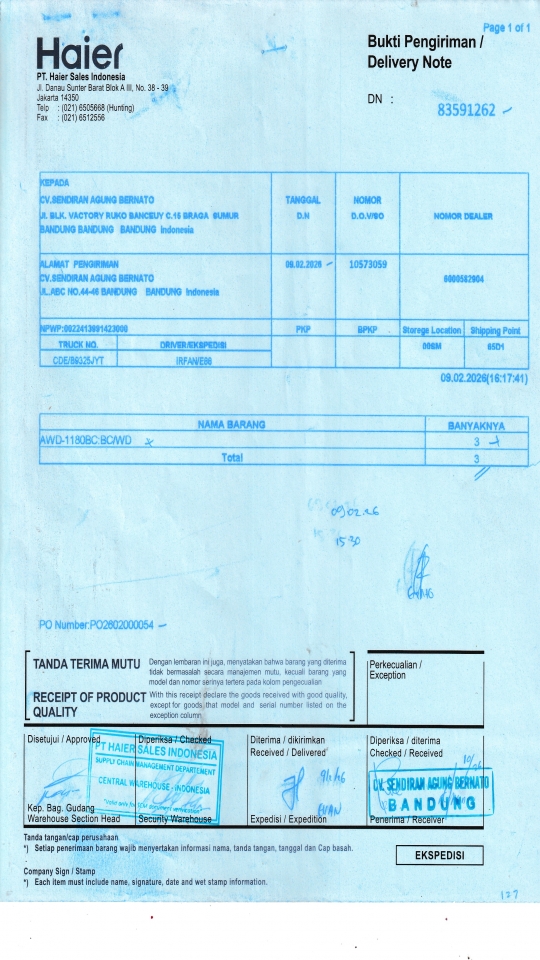 Page 1 of 1
Haier
PT. Haier Sales Indonesia
Jl. Danau Sunter Barat Blok A III, No. 38 - 39
Jakarta 14350
Telp : (021) 6505668 (Hunting)
Fax : (021) 6512556
Bukti Pengiriman /
Delivery Note
DN :
83591262
KEPADA
CV.SENDIRAN AGUNG BERNATO
JL BLK. VACTORY RUKO BANCEUY C.15 BRAGA SUMUR
BANDUNG BANDUNG BANDUNG Indonesia
TANGGAL
D.N
NOMOR
D.O.V/SO
NOMOR DEALER
ALAMAT PENGIRIMAN
CV.SENDIRAN AGUNG BERNATO
JL.ABC NO.44-46 BANDUNG BANDUNG Indonesia
09.02.2026
10573059
6000582904
NPWP:0022413091423000
PKP
BPKP
Storege Location
Shipping Point
TRUCK NO.
DRIVER/EKSPEDISI
CDE/B9325JYT
IRFAN/E66
65D1
09.02.2026(16:17:41)
NAMA BARANG
BANYAKNYA
AWD-1180BC:BC/WD
3
Total
3
09.02.26
15 30
PO Number:PO2602000054
TANDA TERIMA MUTU
Dengan lembaran ini juga, menyatakan bahwa barang yang diterima
tidak bermasalah secara manajemen mutu, kecuali barang yang
model dan nomor serinya tertera pada kolom pengecualian
RECEIPT OF PRODUCT
QUALITY
With this receipt declare the goods received with good quality,
except for goods that model and serial number listed on the
exception column
Perkecualian /
Exception
Disetujui / Approved
Kep. Bag. Gudang
Warehouse Section Head
Diperiksa / Checked
PT HAIER SALES INDONESIA
SUPPLY CHAIN MANAGEMENT DEPARTEMENT
CENTRAL WAREHOUSE - INDONESIA
Security Warehouse
Diterima / dikirimkan
Received / Delivered
EVAN
Expedisi / Expedition
Diperiksa / diterima
Checked / Received
CV. SENDIRAN AGUNG BERNATO
BANDUNG
Penerima / Receiver
Tanda tangan/cap perusahaan
*) Setiap penerimaan barang wajib menyertakan informasi nama, tanda tangan, tanggal dan Cap basah.
EKSPEDISI
Company Sign / Stamp
*) Each item must include name, signature, date and wet stamp information.